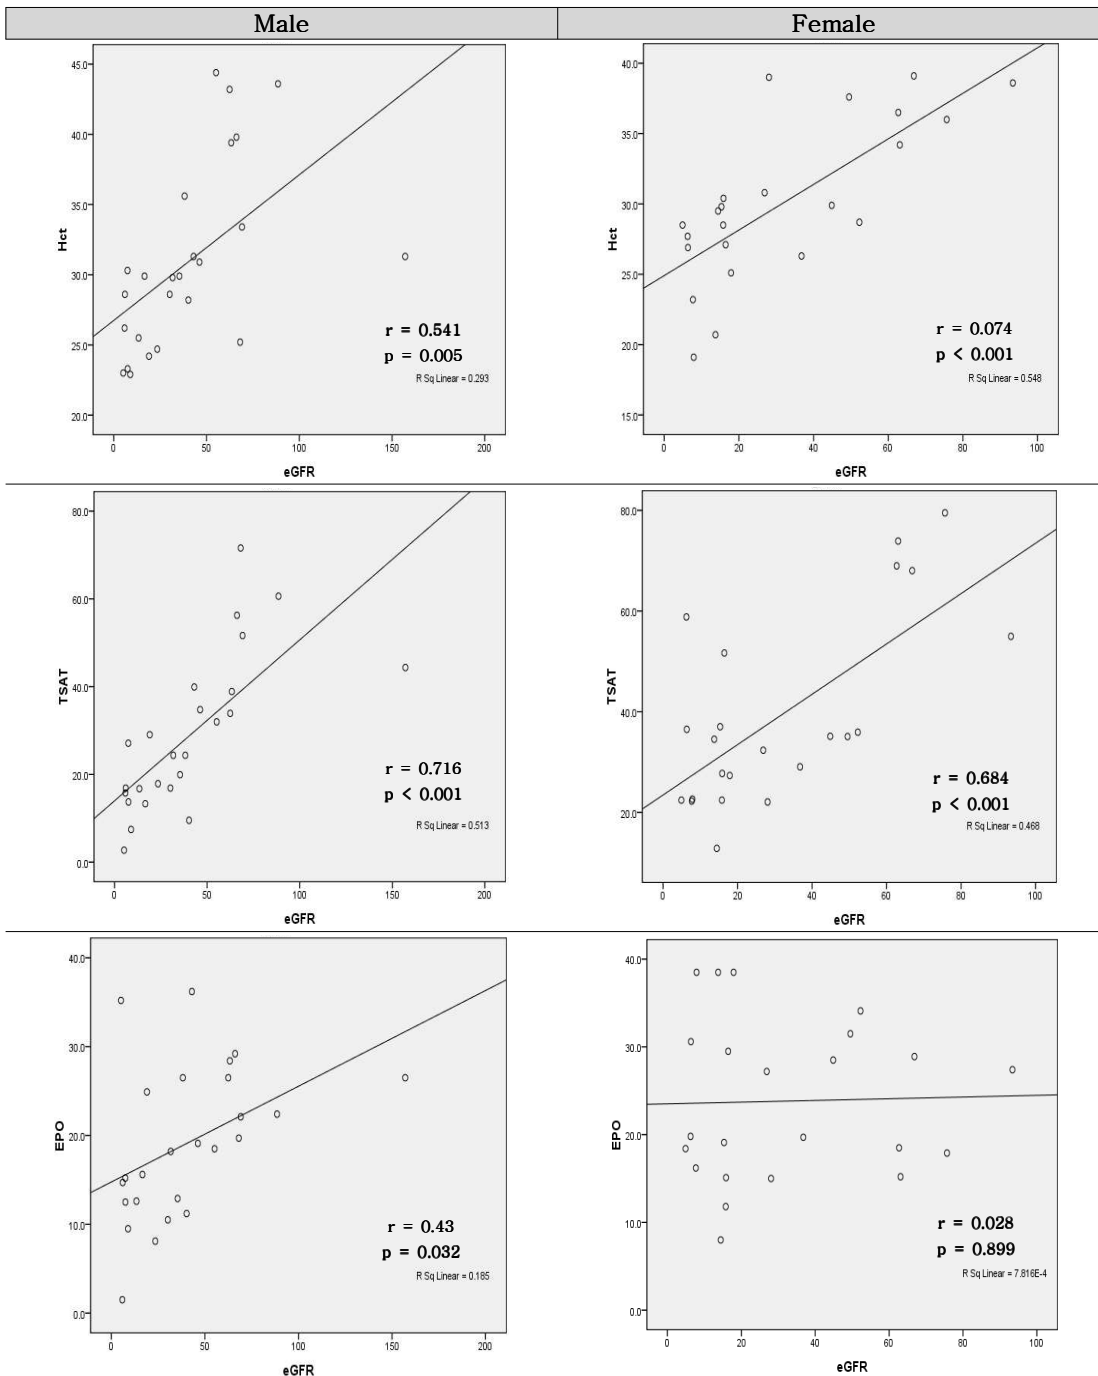 Male Female
45.0
40.0
35.0
30.0
25.0
20.0
Hct
r = 0.541
p = 0.005
R Sq Linear = 0.293
0 50 100 150 200
eGFR
40.0
35.0
30.0
25.0
20.0
15.0
Hct
r = 0.074
p < 0.001
R Sq Linear = 0.548
0 20 40 60 80 100
eGFR
80.0
60.0
40.0
20.0
0.0
TSAT
r = 0.716
p < 0.001
R Sq Linear = 0.513
0 50 100 150 200
eGFR
80.0
60.0
40.0
20.0
TSAT
r = 0.684
p < 0.001
R Sq Linear = 0.468
0 20 40 60 80 100
eGFR
40.0
30.0
20.0
10.0
0.0
EPO
r = 0.43
p = 0.032
R Sq Linear = 0.185
0 50 100 150 200
eGFR
40.0
30.0
20.0
10.0
0.0
EPO
r = 0.028
p = 0.899
R Sq Linear = 7.816E-4
0 20 40 60 80 100
eGFR